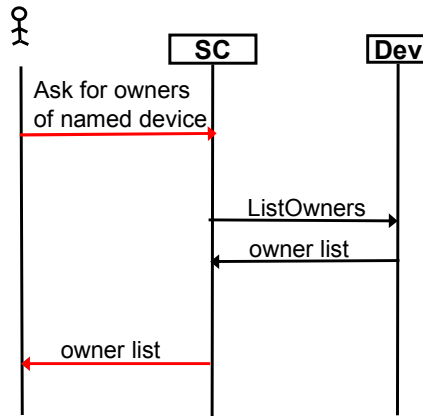 SC
Dev
Ask for owners
of named device
ListOwners
owner list
owner list